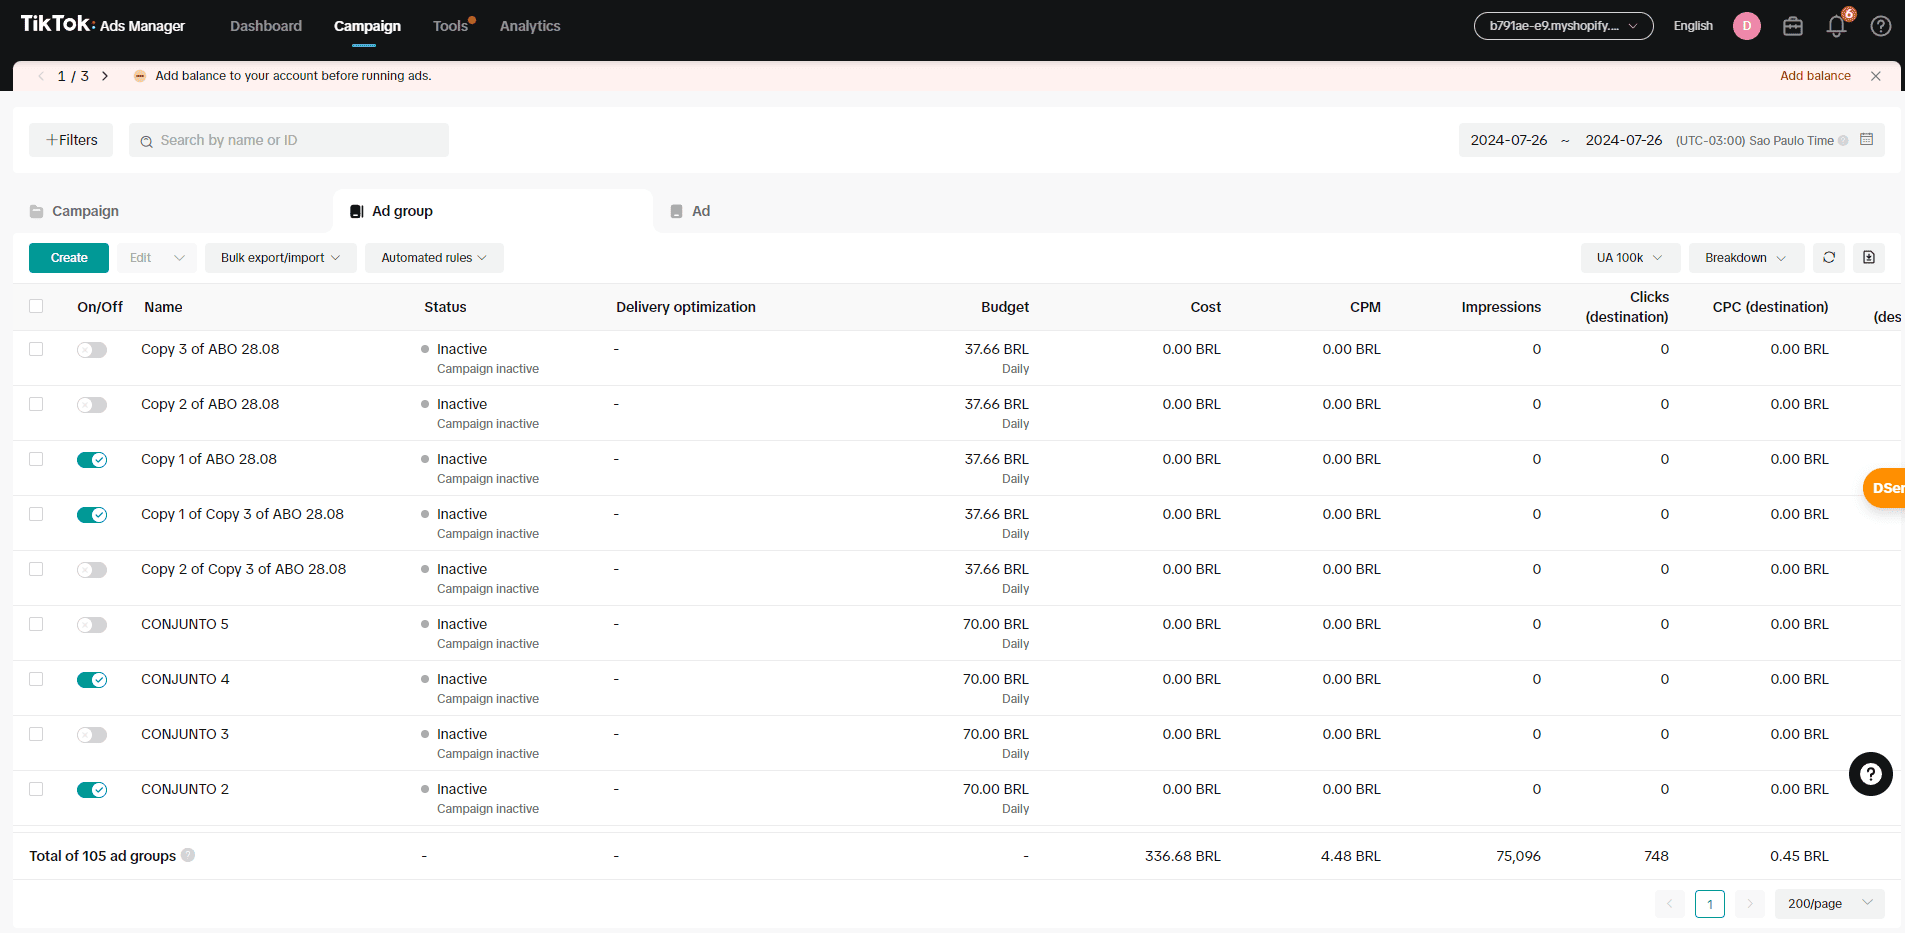 TikTok: Ads Manager
Dashboard
Campaign
Tools
Analytics
b791ae-e9.myshopify....
English
D
6
1 / 3
Add balance to your account before running ads.
Add balance
+Filters
Search by name or ID
2024-07-26 ~ 2024-07-26 (UTC-03:00) Sao Paulo Time
Campaign
Ad group
Ad
Create
Edit
Bulk export/import
Automated rules
UA 100k
Breakdown
On/Off Name Status Delivery optimization Budget Cost CPM Impressions Clicks (destination) CPC (destination) (des
Copy 3 of ABO 28.08 Inactive - 37.66 BRL 0.00 BRL 0.00 BRL 0 0 0.00 BRL
Campaign inactive Daily
Copy 2 of ABO 28.08 Inactive - 37.66 BRL 0.00 BRL 0.00 BRL 0 0 0.00 BRL
Campaign inactive Daily
Copy 1 of ABO 28.08 Inactive - 37.66 BRL 0.00 BRL 0.00 BRL 0 0 0.00 BRL
Campaign inactive Daily
DSer
Copy 1 of Copy 3 of ABO 28.08 Inactive - 37.66 BRL 0.00 BRL 0.00 BRL 0 0 0.00 BRL
Campaign inactive Daily
Copy 2 of Copy 3 of ABO 28.08 Inactive - 37.66 BRL 0.00 BRL 0.00 BRL 0 0 0.00 BRL
Campaign inactive Daily
CONJUNTO 5 Inactive - 70.00 BRL 0.00 BRL 0.00 BRL 0 0 0.00 BRL
Campaign inactive Daily
CONJUNTO 4 Inactive - 70.00 BRL 0.00 BRL 0.00 BRL 0 0 0.00 BRL
Campaign inactive Daily
CONJUNTO 3 Inactive - 70.00 BRL 0.00 BRL 0.00 BRL 0 0 0.00 BRL
Campaign inactive Daily
CONJUNTO 2 Inactive - 70.00 BRL 0.00 BRL 0.00 BRL 0 0 0.00 BRL
Campaign inactive Daily
Total of 105 ad groups - - - 336.68 BRL 4.48 BRL 75,096 748 0.45 BRL
1
200/page